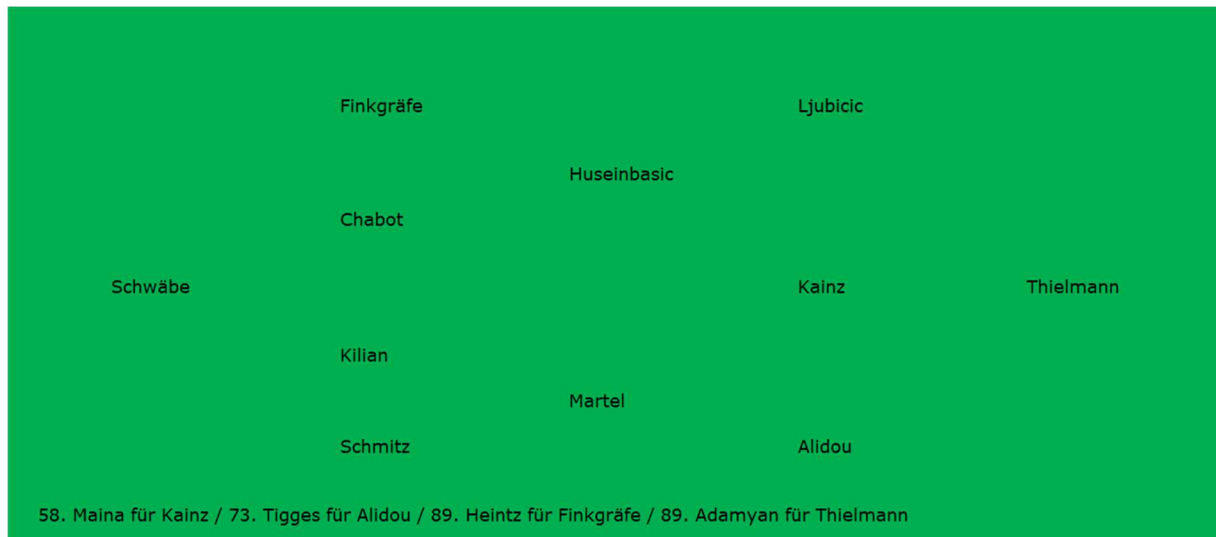 Finkgräfe Ljubicic
Huseinbasic
Chabot
Schwäbe Kainz Thielmann
Kilian
Martel
Schmitz Alidou
58. Maina für Kainz / 73. Tigges für Alidou / 89. Heintz für Finkgräfe / 89. Adamyan für Thielmann